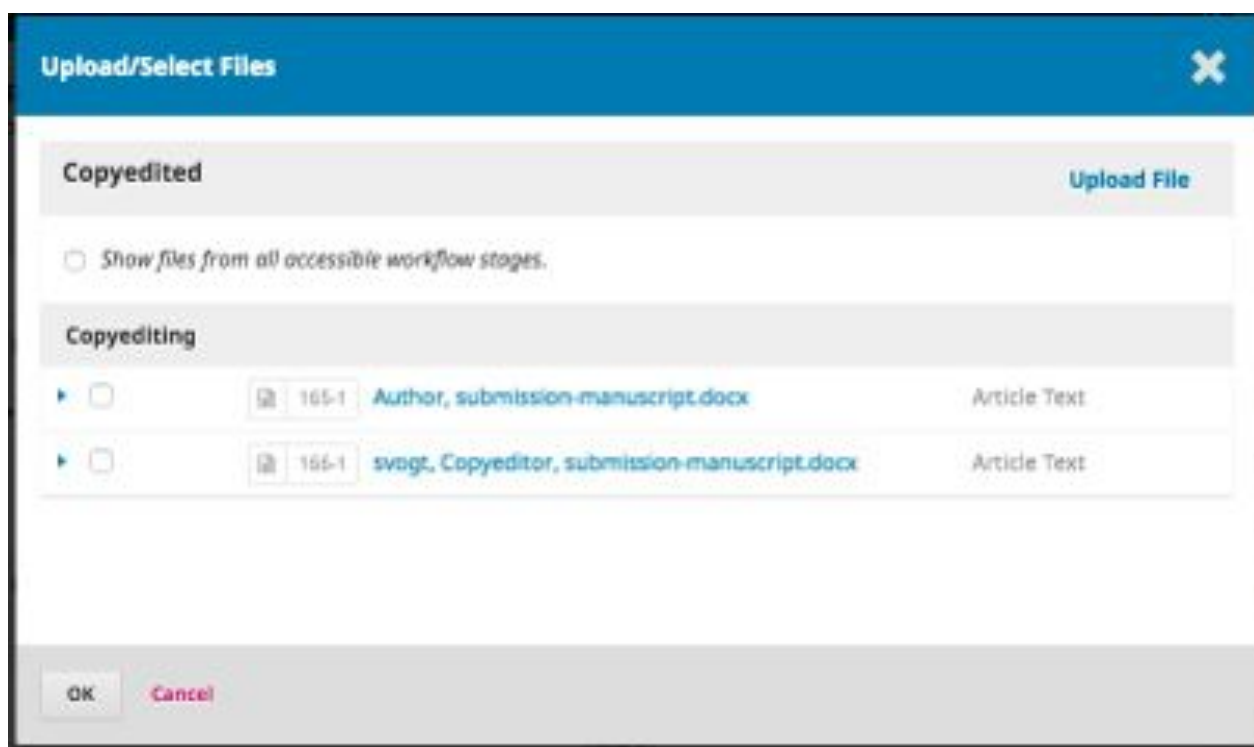 Upload/Select Files
Copyedited
Upload File
Show files from all accessible workflow stages.
Copyediting
165-1 Author, submission-manuscript.docx Article Text
166-1 svogt, Copyeditor, submission-manuscript.docx Article Text
OK Cancel